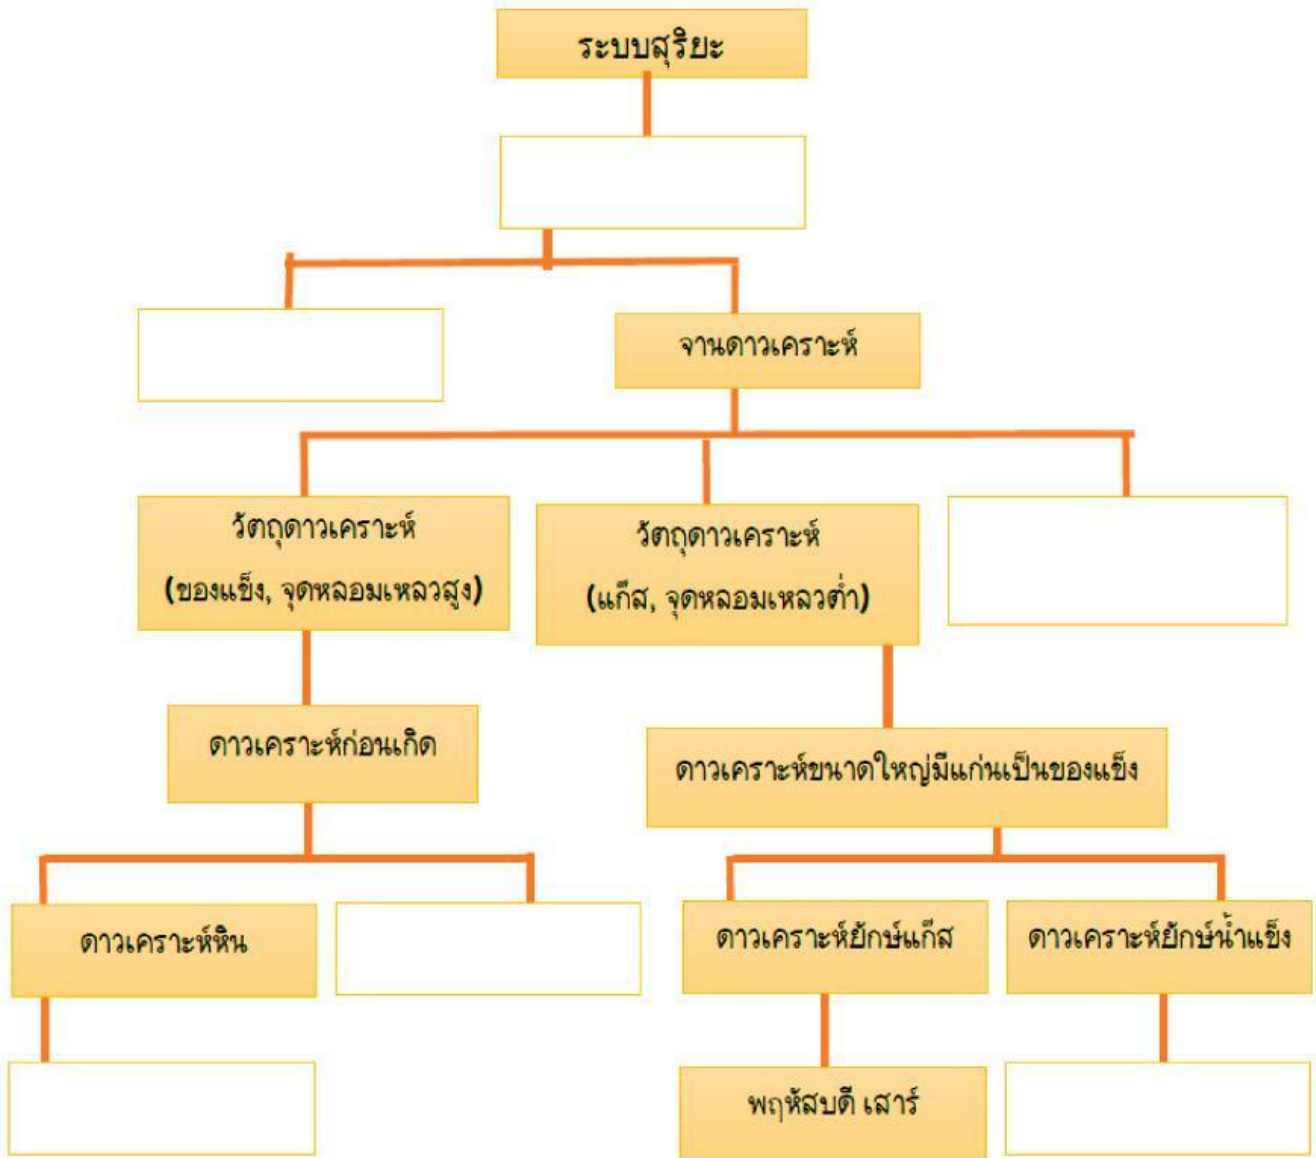 ระบบสุริยะ
จานดาวเคราะห์
วัตถุดาวเคราะห์
(ของแข็ง, จุดหลอมเหลวสูง)
วัตถุดาวเคราะห์
(แก๊ส, จุดหลอมเหลวต่ำ)
ดาวเคราะห์ก่อนเกิด
ดาวเคราะห์ขนาดใหญ่มีแก่นเป็นของแข็ง
ดาวเคราะห์หิน
ดาวเคราะห์ยักษ์แก๊ส
ดาวเคราะห์ยักษ์น้ำแข็ง
พฤหัสบดี เสาร์